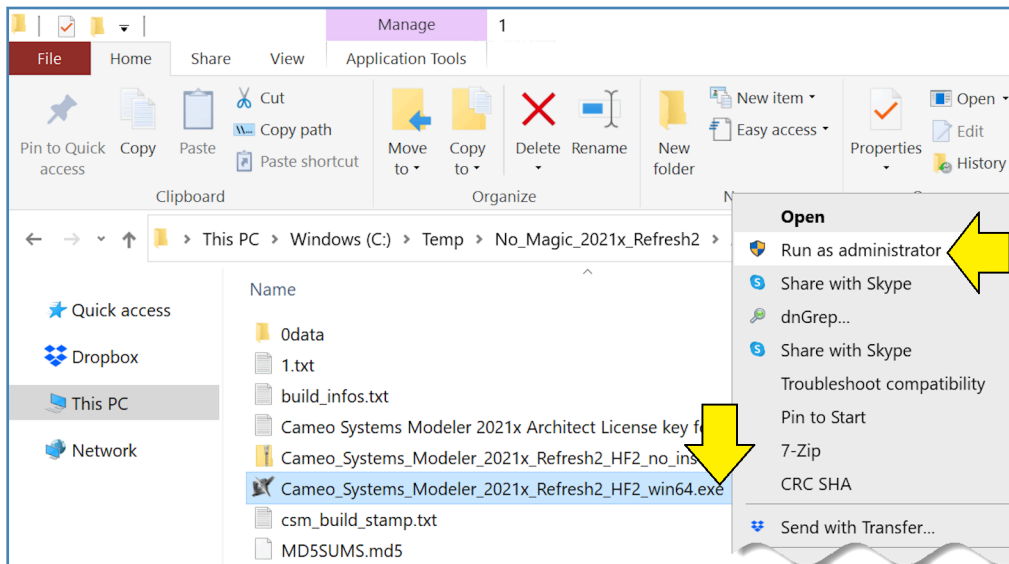 Manage
1
File
Home
Share
View
Application Tools
Pin to Quick
access
Copy
Paste
Cut
Copy path
Paste shortcut
Clipboard
Move
to
Copy
to
Delete
Rename
Organize
New
folder
New item
Easy access
Properties
Open
Edit
History
This PC > Windows (C:) > Temp > No_Magic_2021x_Refresh2 >
Quick access
Dropbox
This PC
Network
Name
0data
1.txt
build_infos.txt
Cameo Systems Modeler 2021x Architect License key
Cameo_Systems_Modeler_2021x_Refresh2_HF2_no_ins
Cameo_Systems_Modeler_2021x_Refresh2_HF2_win64.exe
csm_build_stamp.txt
MD5SUMS.md5
Open
Run as administrator
Share with Skype
dnGrep...
Share with Skype
Troubleshoot compatibility
Pin to Start
7-Zip
CRC SHA
Send with Transfer...